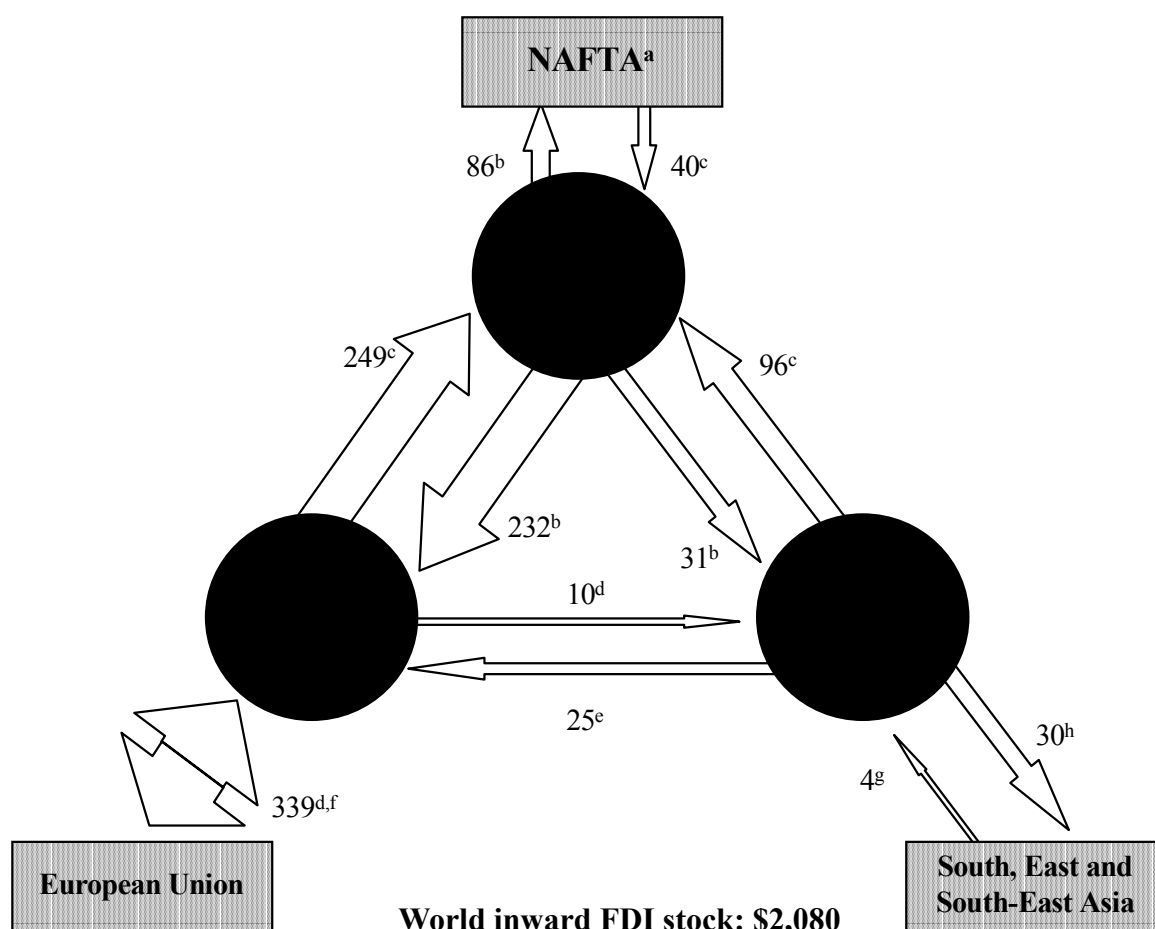 NAFTAᵃ
86ᵇ
40ᶜ
249ᶜ
96ᶜ
232ᵇ
31ᵇ
10ᵈ
25ᵉ
30ʰ
4ᵍ
339ᵈ,ᶠ
European Union
South, East and
South-East Asia
World inward FDI stock: $2,080